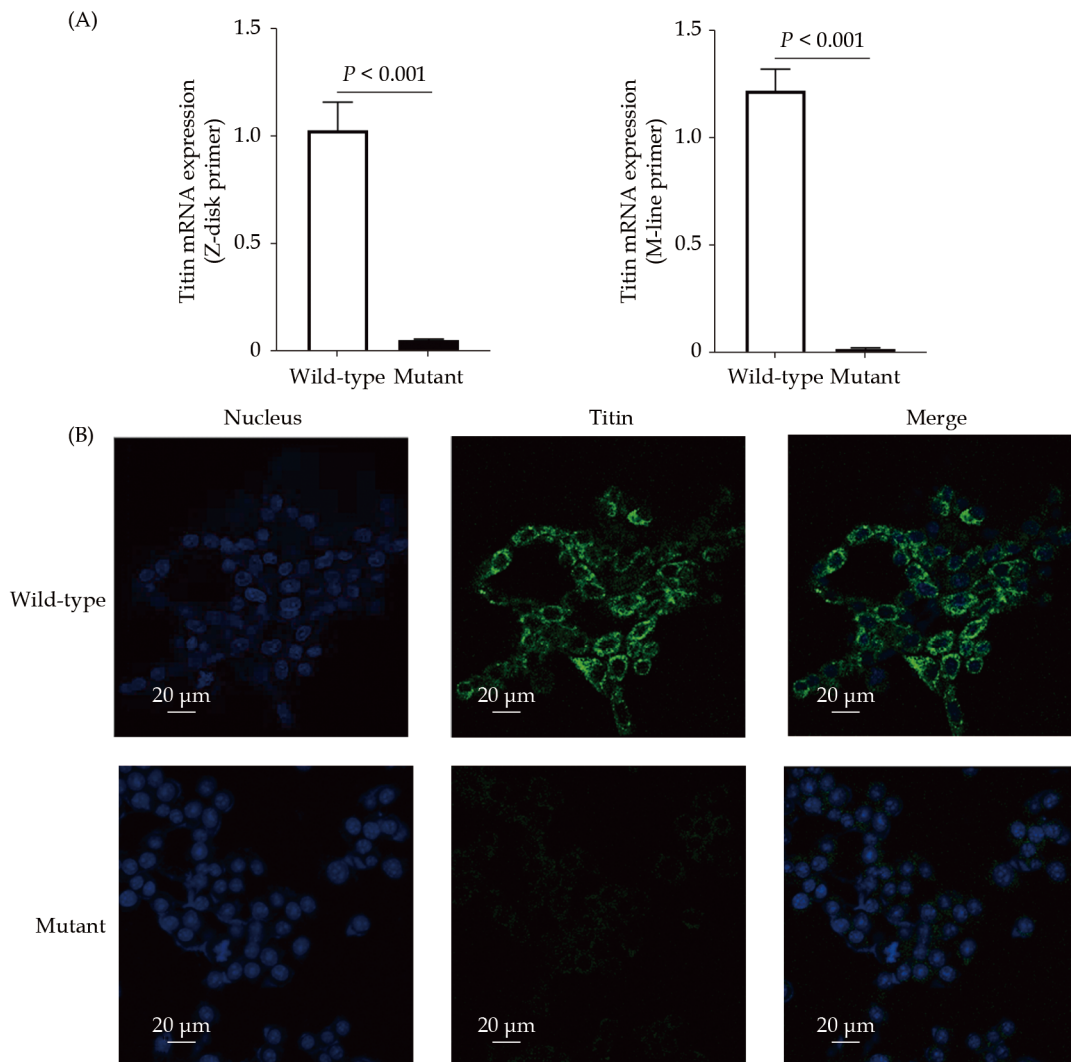 (A)
1.5
1.0
0.5
0
Titin mRNA expression
(Z-disk primer)
P < 0.001
Wild-type Mutant
1.5
1.0
0.5
0
Titin mRNA expression
(M-line primer)
P < 0.001
Wild-type Mutant
(B)
Nucleus
Titin
Merge
Wild-type
20 µm
20 µm
20 µm
Mutant
20 µm
20 µm
20 µm